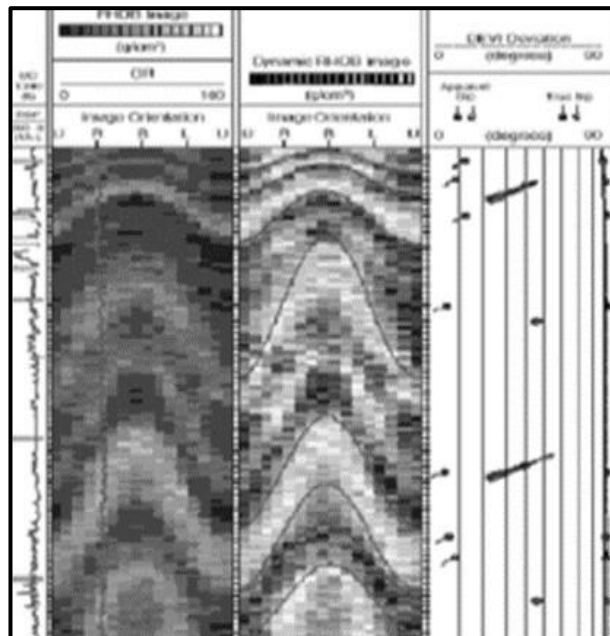 RHOB Image
(g/cm³)
GR
0 180
Image Orientation
U R B L U
Dynamic RHOB Image
(g/cm³)
Image Orientation
U R B L U
DEVI Deviation
0 (degrees) 90
Apparent Dip
True Dip
0 (degrees) 90